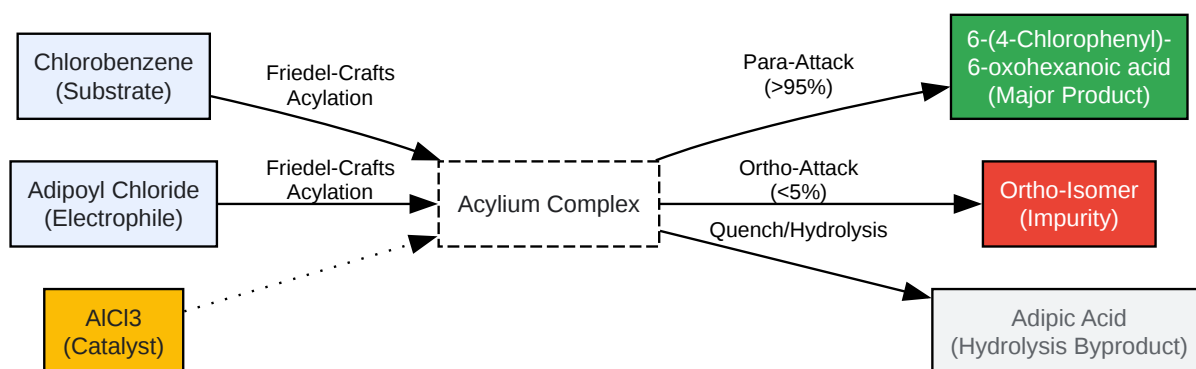 Chlorobenzene
(Substrate)
Friedel-Crafts
Acylation
Adipoyl Chloride
(Electrophile)
Friedel-Crafts
Acylation
AlCl3
(Catalyst)
Acylium Complex
Para-Attack
(>95%)
6-(4-Chlorophenyl)-
6-oxohexanoic acid
(Major Product)
Ortho-Attack
(<5%)
Ortho-Isomer
(Impurity)
Quench/Hydrolysis
Adipic Acid
(Hydrolysis Byproduct)